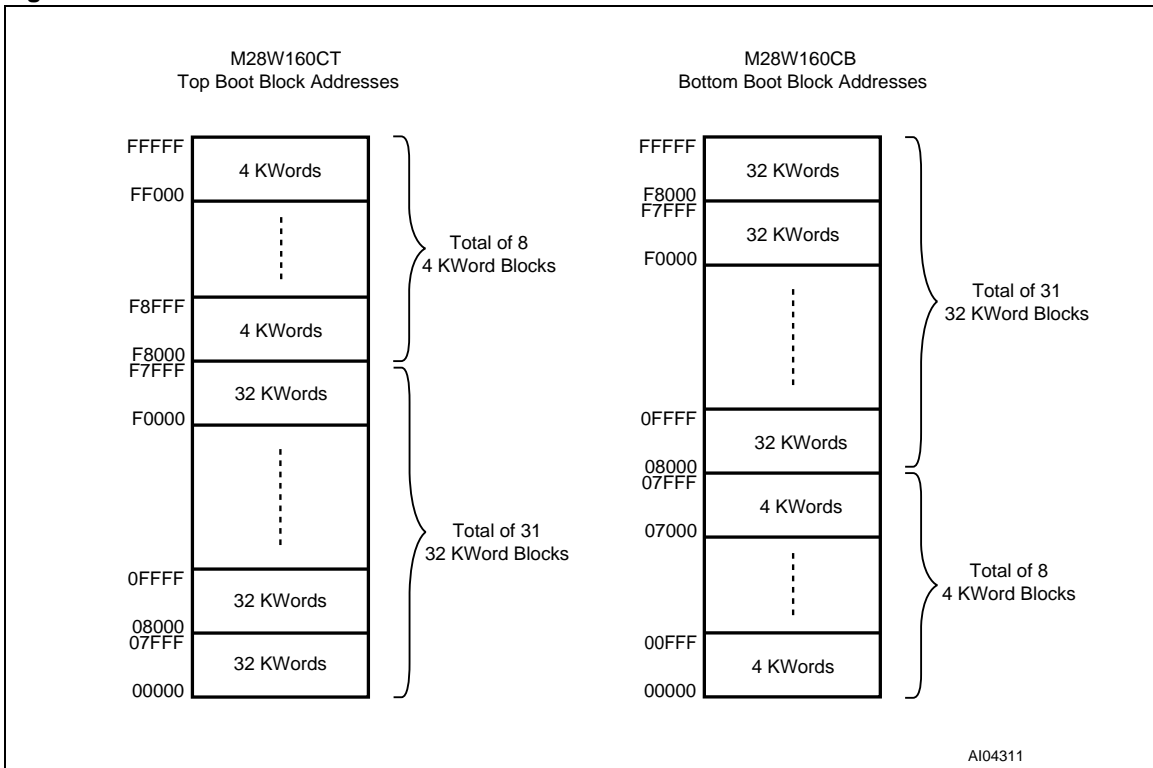 M28W160CT
Top Boot Block Addresses
FFFFF
4 KWords
FF000
Total of 8
4 KWord Blocks
F8FFF
4 KWords
F8000
F7FFF
32 KWords
F0000
Total of 31
32 KWord Blocks
0FFFF
32 KWords
08000
07FFF
32 KWords
00000
M28W160CB
Bottom Boot Block Addresses
FFFFF
32 KWords
F8000
F7FFF
32 KWords
F0000
Total of 31
32 KWord Blocks
0FFFF
32 KWords
08000
07FFF
4 KWords
07000
Total of 8
4 KWord Blocks
00FFF
4 KWords
00000
AI04311